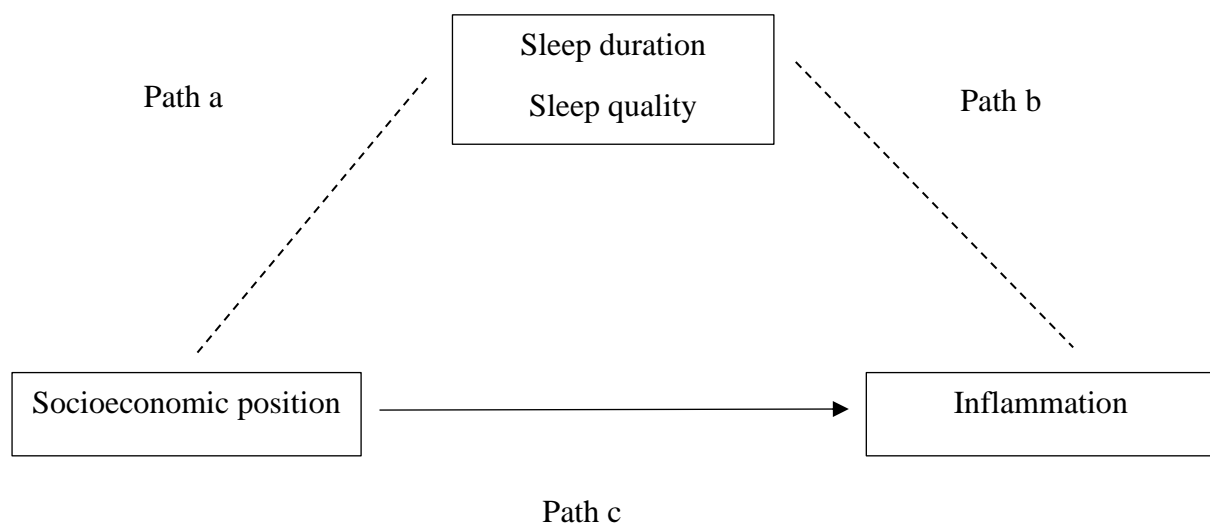 Sleep duration
Sleep quality
Path a
Path b
Socioeconomic position
Inflammation
Path c